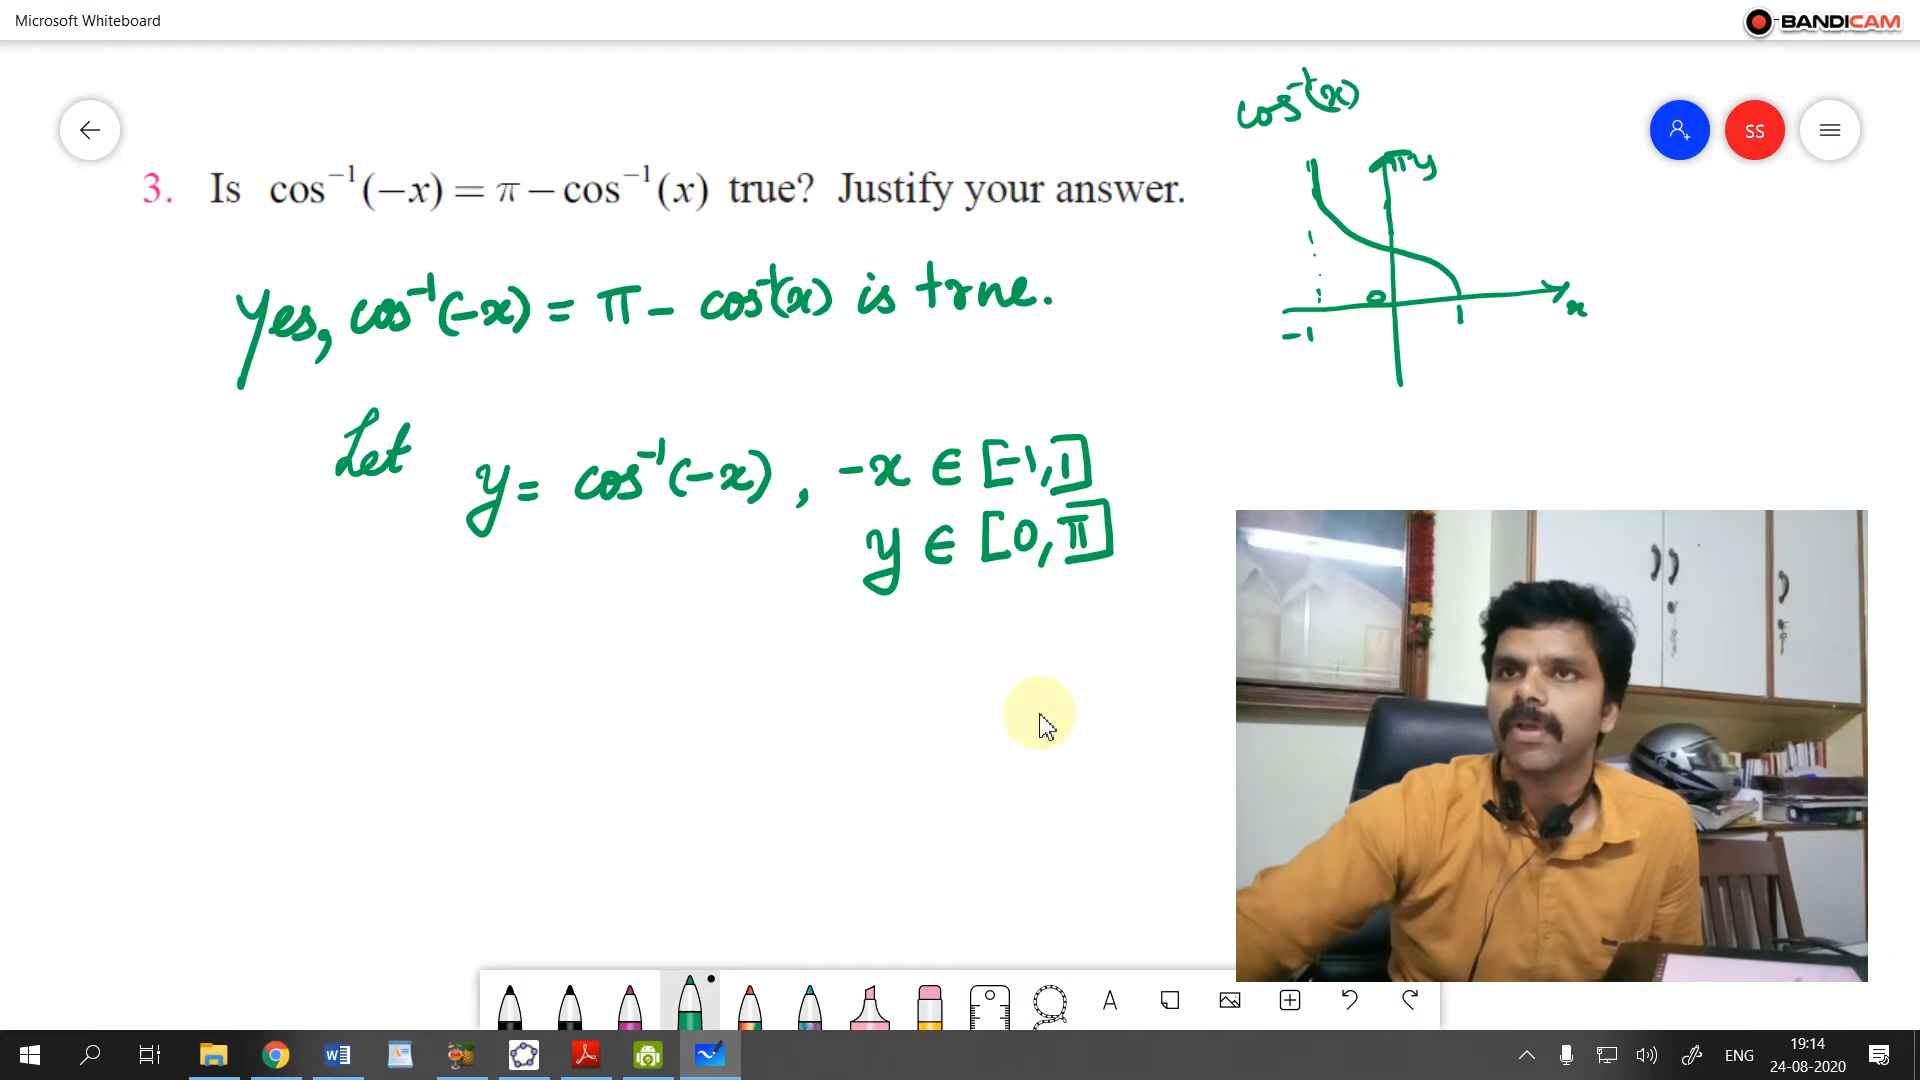 Microsoft Whiteboard
BANDICAM
cos⁻¹(x)
SS
π y
3. Is cos⁻¹(−x) = π − cos⁻¹(x) true? Justify your answer.
Yes, cos⁻¹(-x) = π - cos⁻¹(x) is true.
0
x
-1
1
Let
y = cos⁻¹(-x), -x ∈ [-1, 1]
y ∈ [0, π]
A
W
ENG
19:14
24-08-2020